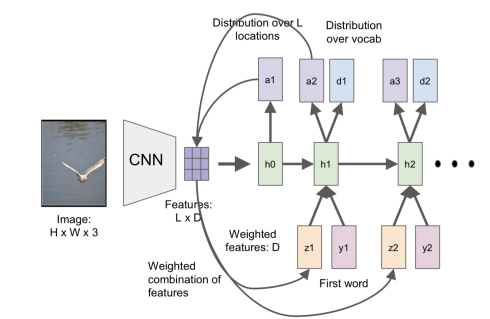 Distribution over L
locations
Distribution
over vocab
a1
a2
d1
a3
d2
CNN
h0
h1
h2
Image:
H x W x 3
Features:
L x D
Weighted
features: D
z1
y1
z2
y2
Weighted
combination of
features
First word